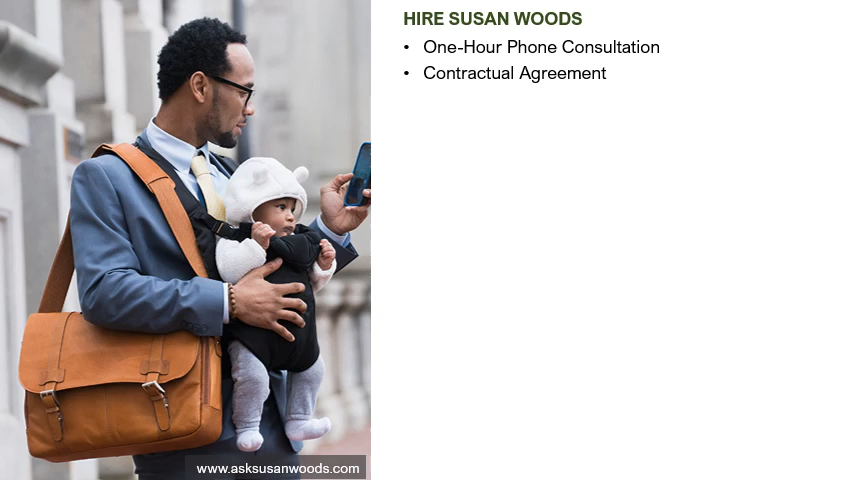 HIRE SUSAN WOODS
• One-Hour Phone Consultation
• Contractual Agreement
www.asksusanwoods.com